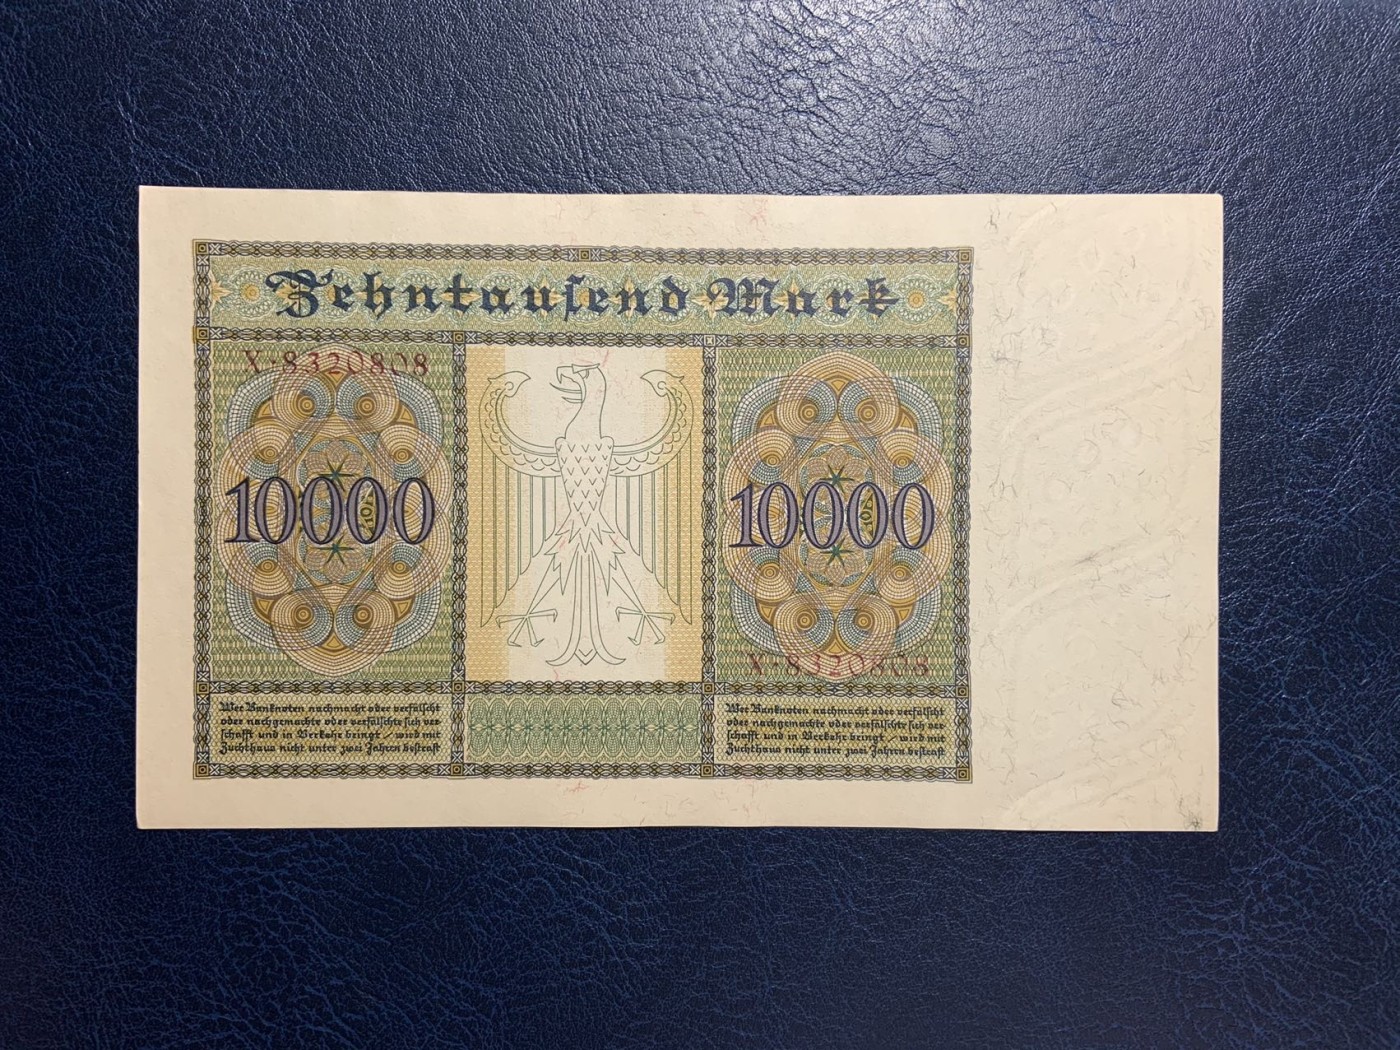 Zehntausend Mark
X·8320808
10000
10000
X·8320808
Wer Banknoten nachmacht oder verfälscht
oder nachgemachte oder verfälschte sich ver-
schafft und in Verkehr bringt, wird mit
Zuchthaus nicht unter zwei Jahren bestraft
Wer Banknoten nachmacht oder verfälscht
oder nachgemachte oder verfälschte sich ver-
schafft und in Verkehr bringt, wird mit
Zuchthaus nicht unter zwei Jahren bestraft